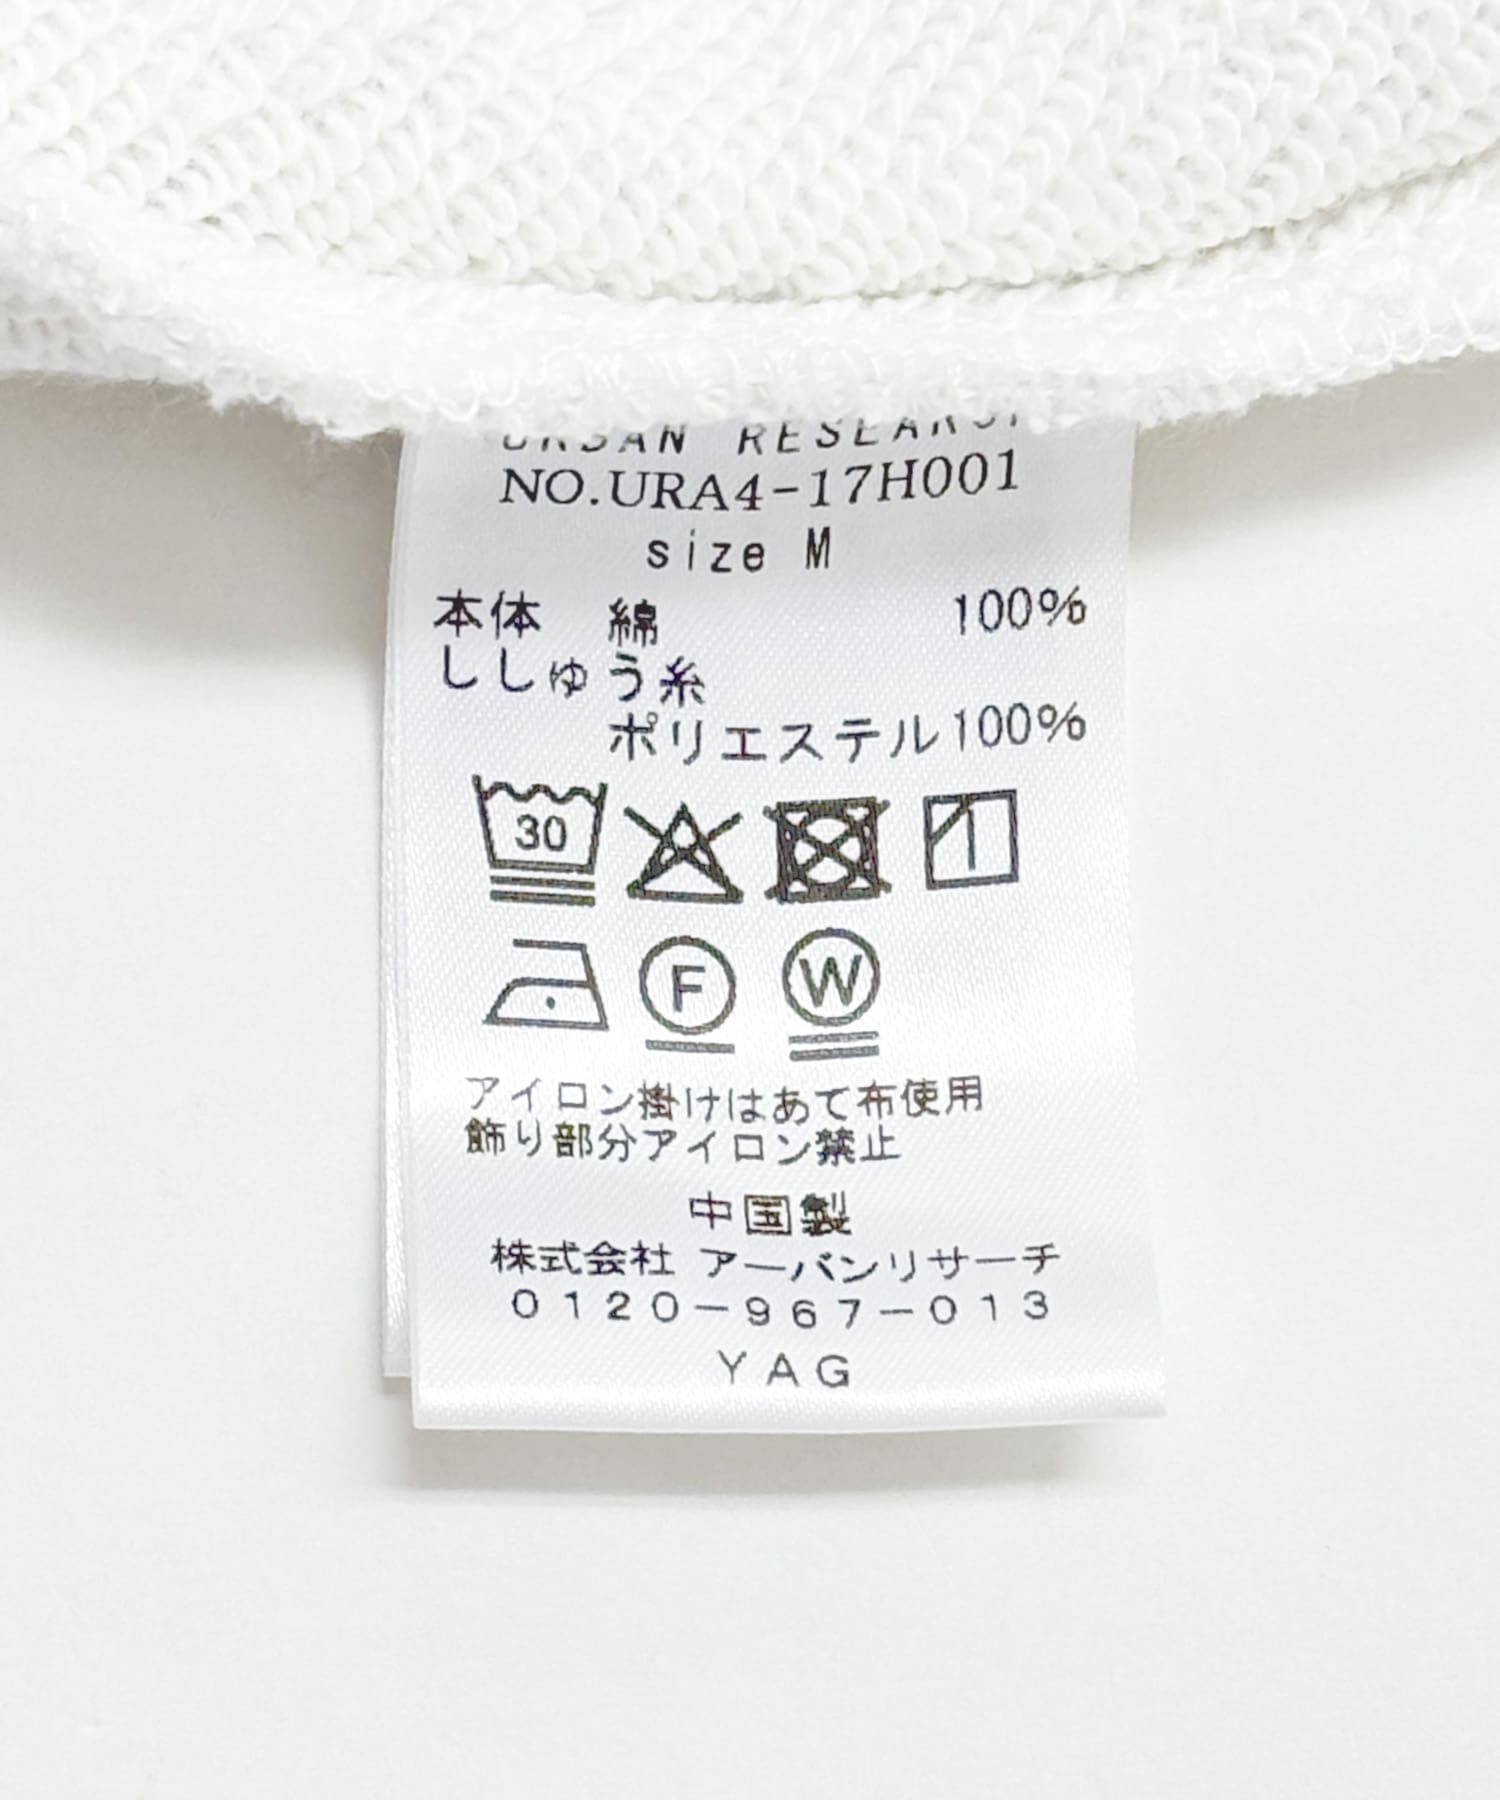 URBAN RESEARCH
NO.URA4-17H001
size M
本体 綿 100%
ししゅう糸
ポリエステル100%
30
F
W
アイロン掛けはあて布使用
飾り部分アイロン禁止
中国製
株式会社 アーバンリサーチ
0120-967-013
YAG